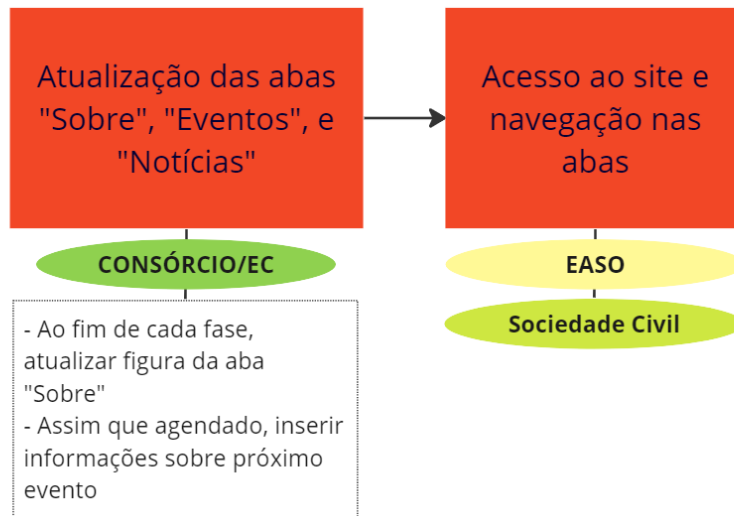 Atualização das abas
"Sobre", "Eventos", e
"Notícias"
Acesso ao site e
navegação nas
abas
CONSÓRCIO/EC
EASO
Sociedade Civil
- Ao fim de cada fase,
atualizar figura da aba
"Sobre"
- Assim que agendado, inserir
informações sobre próximo
evento